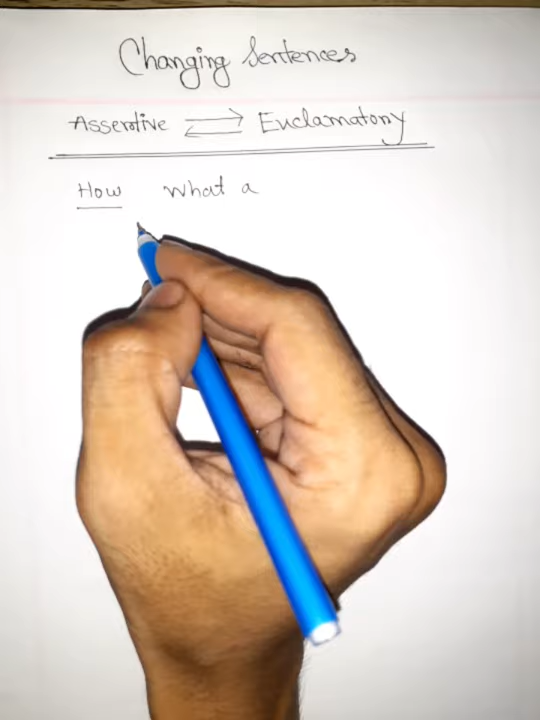 Changing Sentences
Assertive ⇌ Exclamatory
How What a